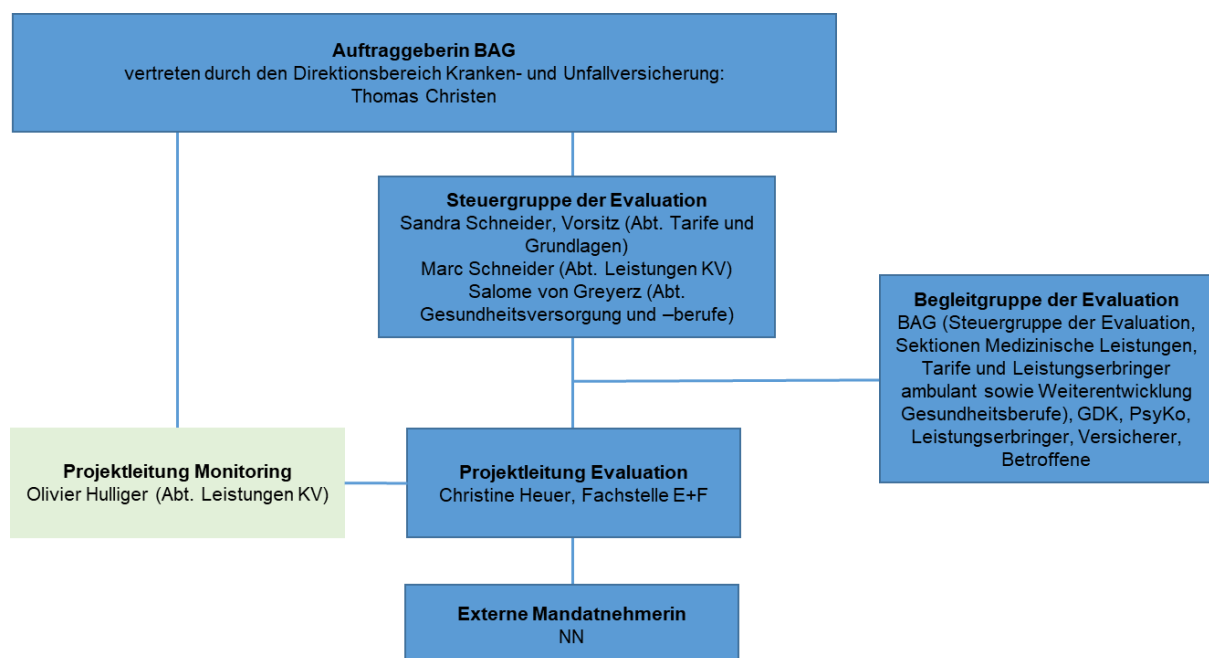 Auftraggeberin BAG
vertreten durch den Direktionsbereich Kranken- und Unfallversicherung:
Thomas Christen
Steuergruppe der Evaluation
Sandra Schneider, Vorsitz (Abt. Tarife und
Grundlagen)
Marc Schneider (Abt. Leistungen KV)
Salome von Greyerz (Abt.
Gesundheitsversorgung und –berufe)
Begleitgruppe der Evaluation
BAG (Steuergruppe der Evaluation,
Sektionen Medizinische Leistungen,
Tarife und Leistungserbringer
ambulant sowie Weiterentwicklung
Gesundheitsberufe), GDK, PsyKo,
Leistungserbringer, Versicherer,
Betroffene
Projektleitung Monitoring
Olivier Hulliger (Abt. Leistungen KV)
Projektleitung Evaluation
Christine Heuer, Fachstelle E+F
Externe Mandatnehmerin
NN